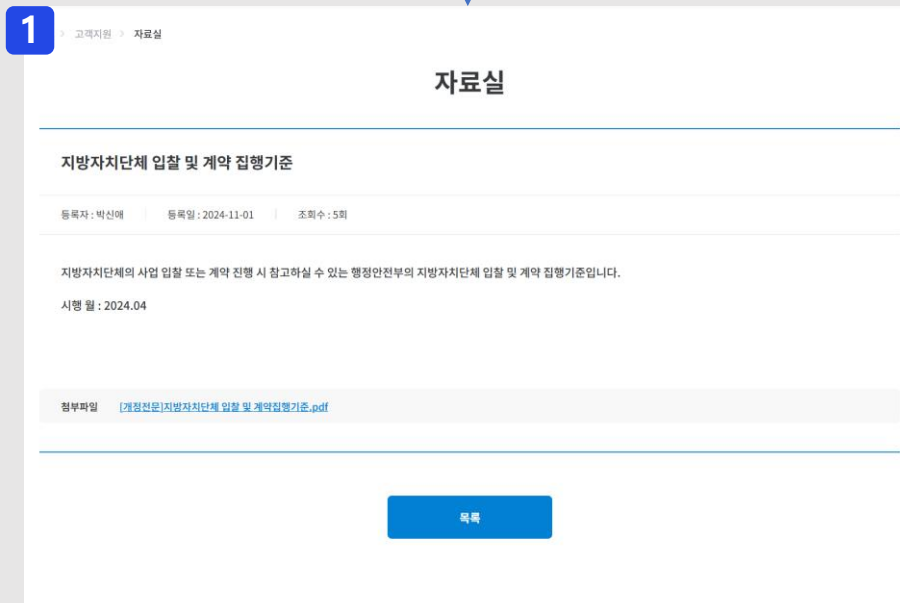 1
> 고객지원 > 자료실
자료실
지방자치단체 입찰 및 계약 집행기준
등록자 : 박신애 | 등록일 : 2024-11-01 | 조회수 : 5회
지방자치단체의 사업 입찰 또는 계약 진행 시 참고하실 수 있는 행정안전부의 지방자치단체 입찰 및 계약 집행기준입니다.
시행 월 : 2024.04
첨부파일 [개정전문]지방자치단체 입찰 및 계약집행기준.pdf
목록